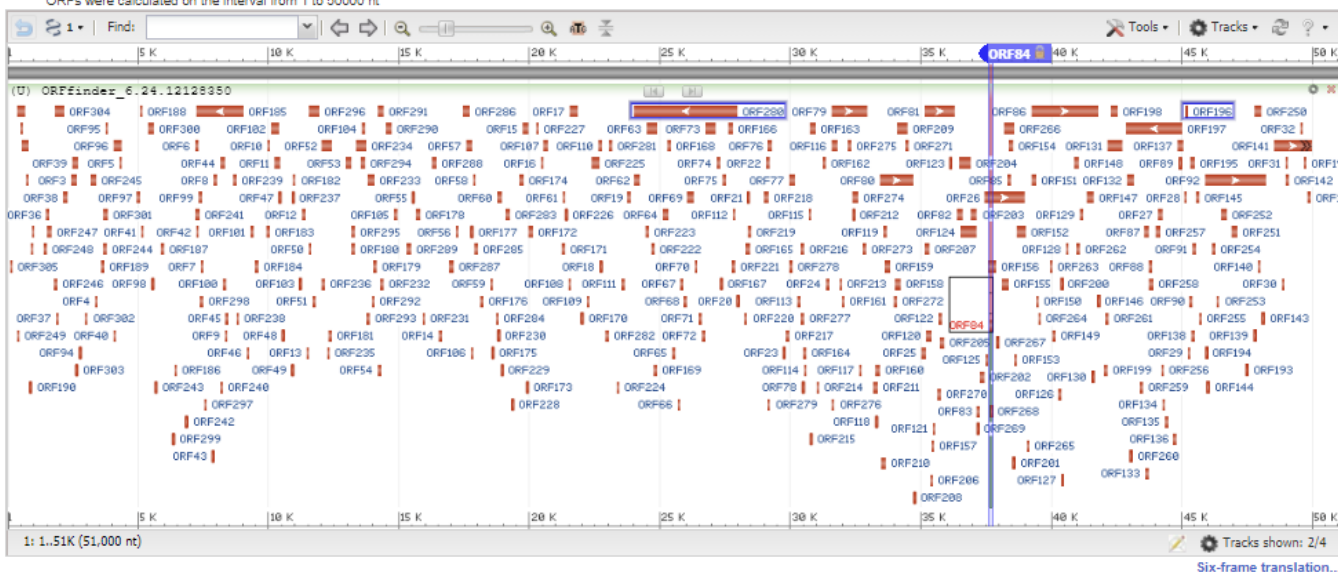 ORFs were calculated on the interval from 1 to 50000 nt
1 Find: Tools Tracks ?
1 5 K 10 K 15 K 20 K 25 K 30 K 35 K ORF84 40 K 45 K 50 K
(U) ORFfinder_6.24.12128350
ORF304 ORF188 ORF185 ORF296 ORF291 ORF286 ORF17 ORF280 ORF79 ORF81 ORF86 ORF198 ORF196 ORF250
ORF95 ORF300 ORF102 ORF104 ORF290 ORF15 ORF227 ORF63 ORF73 ORF166 ORF163 ORF209 ORF266 ORF197 ORF32
ORF96 ORF6 ORF10 ORF52 ORF234 ORF57 ORF107 ORF110 ORF281 ORF168 ORF76 ORF116 ORF275 ORF271 ORF154 ORF131 ORF137 ORF141
ORF39 ORF5 ORF44 ORF11 ORF53 ORF294 ORF288 ORF16 ORF225 ORF74 ORF22 ORF162 ORF123 ORF204 ORF148 ORF89 ORF195 ORF31
ORF3 ORF245 ORF8 ORF239 ORF182 ORF233 ORF58 ORF174 ORF62 ORF75 ORF77 ORF80 ORF151 ORF132 ORF92 ORF142
ORF38 ORF97 ORF99 ORF47 ORF237 ORF55 ORF60 ORF61 ORF19 ORF69 ORF21 ORF218 ORF274 ORF26 ORF147 ORF28 ORF145
ORF36 ORF301 ORF241 ORF12 ORF105 ORF178 ORF283 ORF226 ORF64 ORF112 ORF115 ORF212 ORF82 ORF203 ORF129 ORF27 ORF252
ORF247 ORF41 ORF42 ORF101 ORF183 ORF295 ORF56 ORF177 ORF172 ORF223 ORF219 ORF119 ORF124 ORF152 ORF87 ORF257 ORF251
ORF248 ORF244 ORF187 ORF50 ORF180 ORF289 ORF285 ORF171 ORF222 ORF165 ORF216 ORF273 ORF207 ORF128 ORF262 ORF91 ORF254
ORF305 ORF189 ORF7 ORF184 ORF179 ORF287 ORF18 ORF70 ORF221 ORF278 ORF159 ORF156 ORF263 ORF88 ORF140
ORF246 ORF98 ORF100 ORF103 ORF236 ORF232 ORF59 ORF108 ORF111 ORF67 ORF167 ORF24 ORF213 ORF158 ORF155 ORF200 ORF258 ORF30
ORF4 ORF298 ORF51 ORF292 ORF176 ORF109 ORF68 ORF20 ORF113 ORF161 ORF272 ORF150 ORF146 ORF90 ORF253
ORF37 ORF302 ORF45 ORF238 ORF293 ORF231 ORF284 ORF170 ORF71 ORF220 ORF277 ORF122 ORF84 ORF264 ORF261 ORF255 ORF143
ORF249 ORF40 ORF9 ORF48 ORF181 ORF14 ORF230 ORF282 ORF72 ORF217 ORF120 ORF205 ORF267 ORF149 ORF138 ORF139
ORF94 ORF46 ORF13 ORF235 ORF106 ORF175 ORF65 ORF23 ORF164 ORF25 ORF125 ORF153 ORF29 ORF194
ORF303 ORF186 ORF49 ORF54 ORF229 ORF169 ORF114 ORF117 ORF160 ORF202 ORF130 ORF199 ORF256 ORF193
ORF190 ORF243 ORF240 ORF173 ORF224 ORF78 ORF214 ORF211 ORF270 ORF126 ORF259 ORF144
ORF297 ORF228 ORF66 ORF279 ORF276 ORF83 ORF268 ORF134
ORF242 ORF118 ORF121 ORF269 ORF135
ORF299 ORF215 ORF157 ORF265 ORF136
ORF43 ORF210 ORF201 ORF260
ORF206 ORF127 ORF133
ORF208
1 5 K 10 K 15 K 20 K 25 K 30 K 35 K 40 K 45 K 50 K
1: 1..51K (51,000 nt) Tracks shown: 2/4
Six-frame translation...